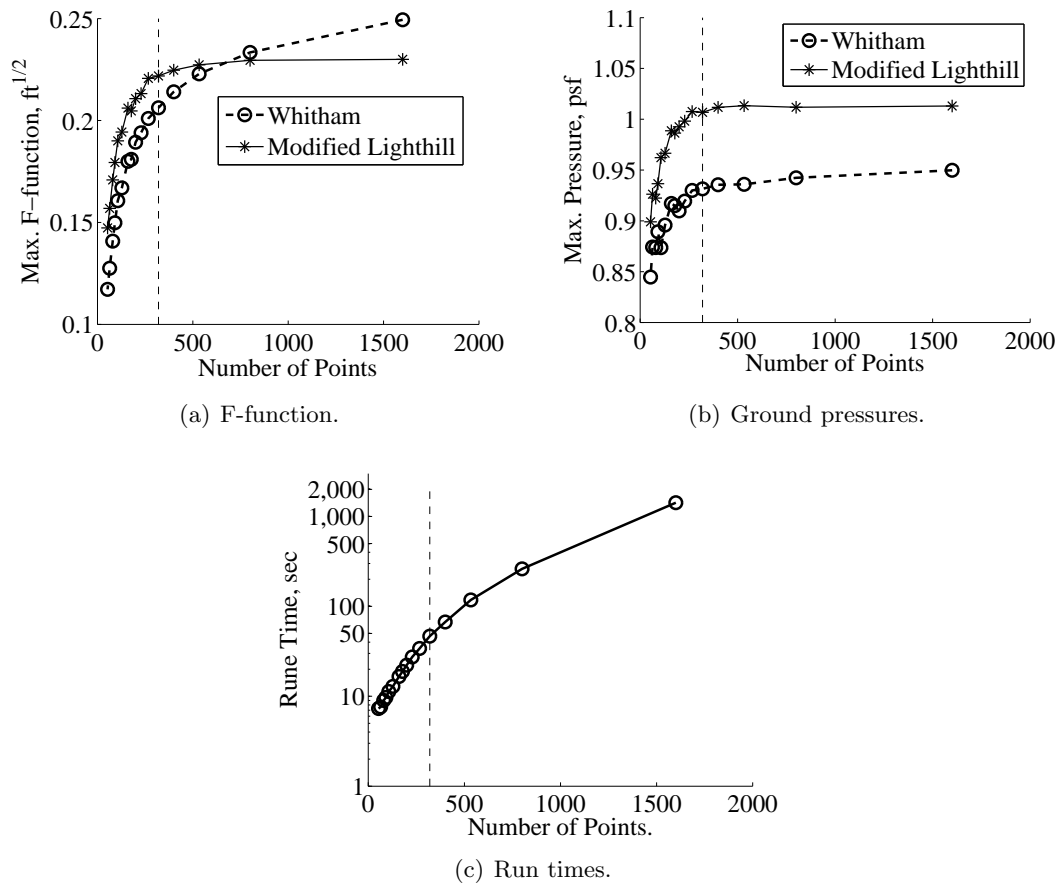 0.25
0.2
0.15
0.1
Max. F–function, ft^1/2
Whitham
Modified Lighthill
0
500
1000
1500
2000
Number of Points
(a) F-function.
1.1
1.05
1
0.95
0.9
0.85
0.8
Max. Pressure, psf
Whitham
Modified Lighthill
0
500
1000
1500
2000
Number of Points
(b) Ground pressures.
2,000
1,000
500
100
50
10
1
Rune Time, sec
0
500
1000
1500
2000
Number of Points.
(c) Run times.